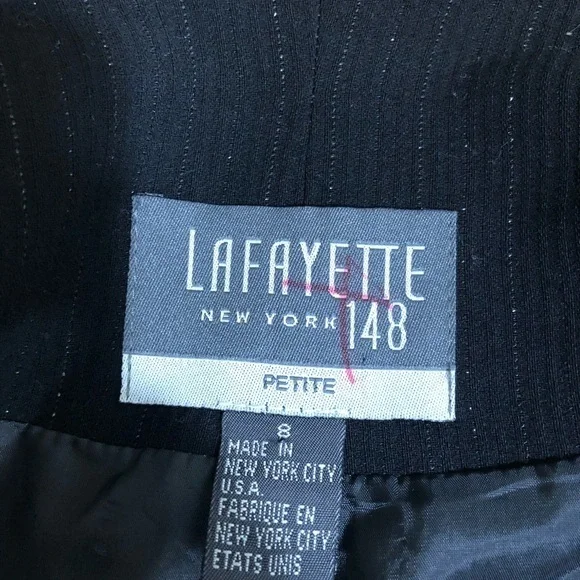 LAFAYETTE
NEW YORK 148
PETITE
8
MADE IN
NEW YORK CITY
U.S.A.
FABRIQUE EN
NEW YORK CITY
ETATS UNIS